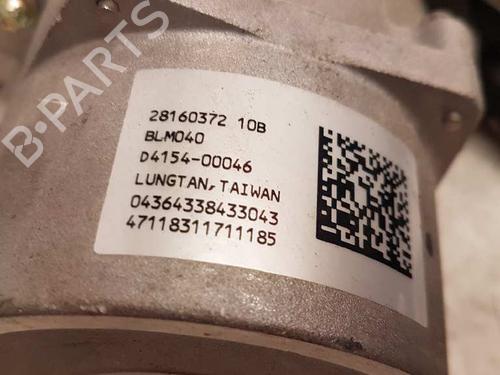 B-PARTS
28160372 10B
BLM040
D4154-00046
LUNGTAN, TAIWAN
04364338433043
47118311711185